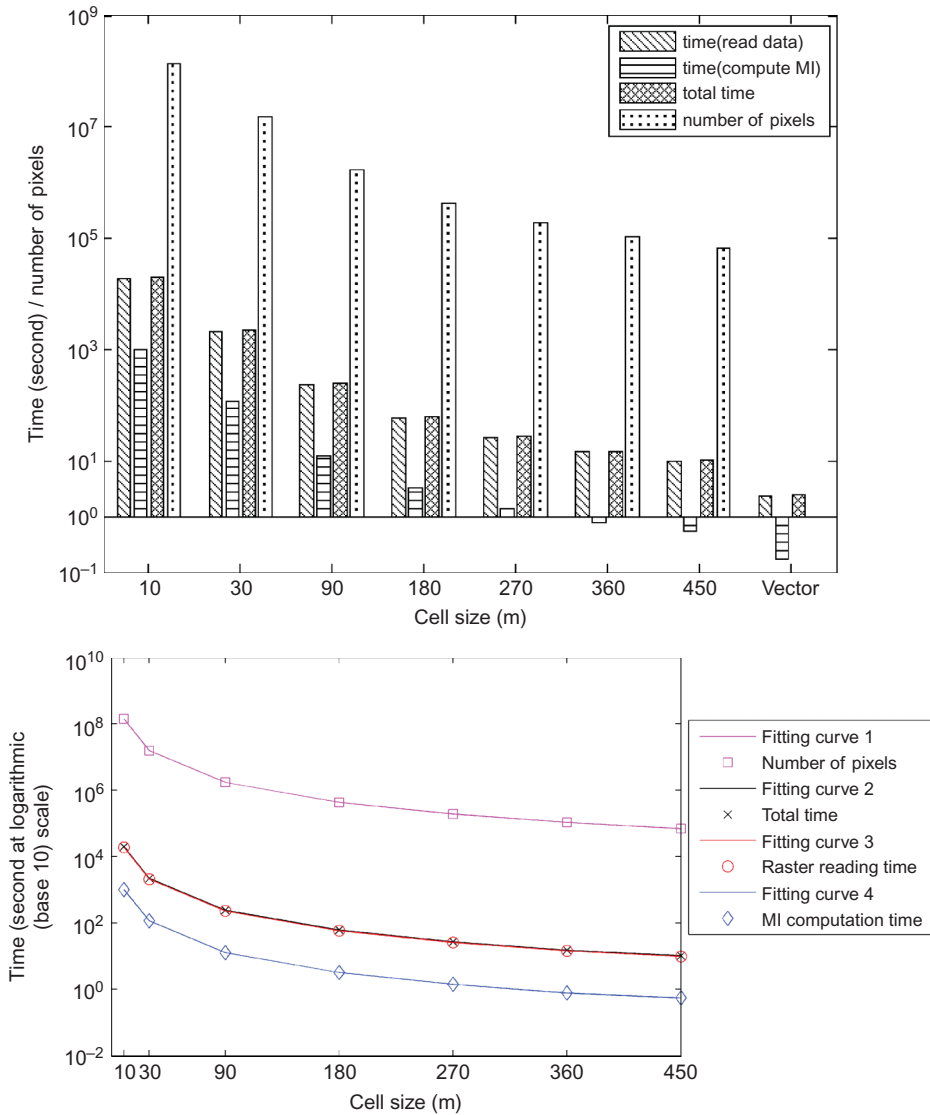 10^9
10^7
10^5
10^3
10^1
10^0
10^−1
Time (second) / number of pixels
time(read data)
time(compute MI)
total time
number of pixels
10 30 90 180 270 360 450 Vector
Cell size (m)
10^10
10^8
10^6
10^4
10^2
10^0
10^−2
Time (second at logarithmic
(base 10) scale)
10 30 90 180 270 360 450
Cell size (m)
Fitting curve 1
Number of pixels
Fitting curve 2
Total time
Fitting curve 3
Raster reading time
Fitting curve 4
MI computation time